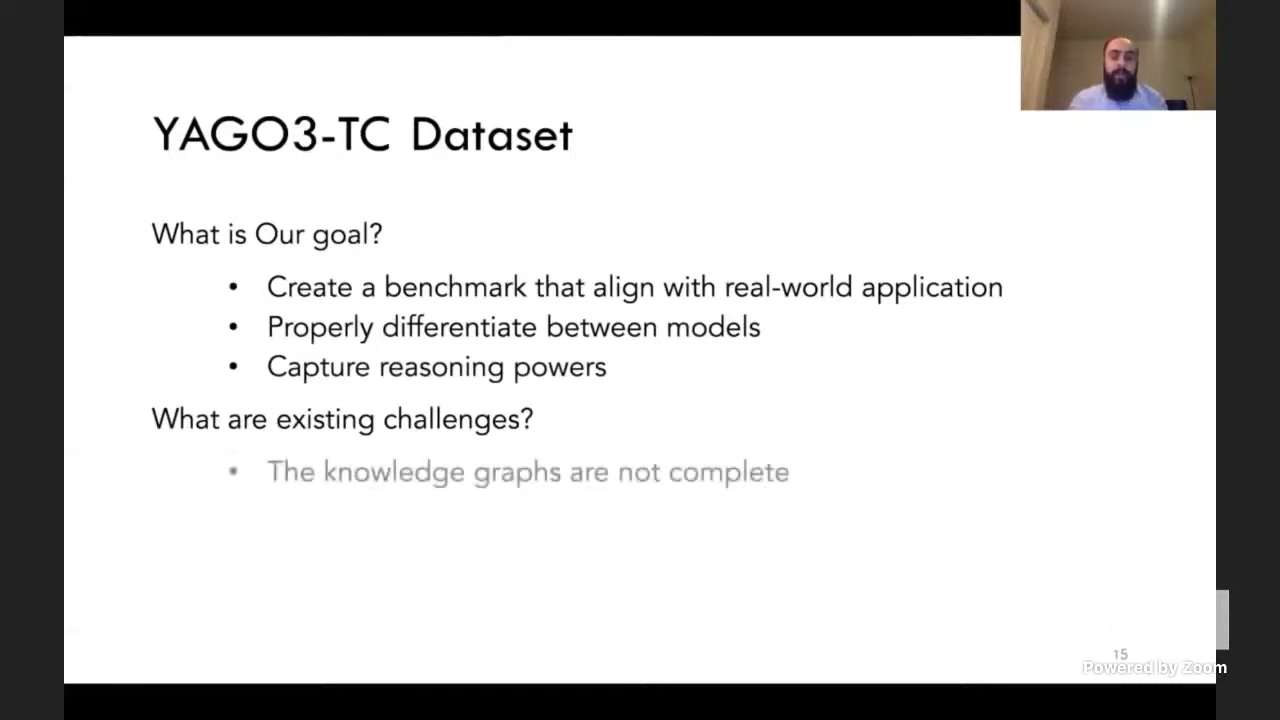 YAGO3-TC Dataset
What is Our goal?
• Create a benchmark that align with real-world application
• Properly differentiate between models
• Capture reasoning powers
What are existing challenges?
• The knowledge graphs are not complete
15
Powered by Zoom